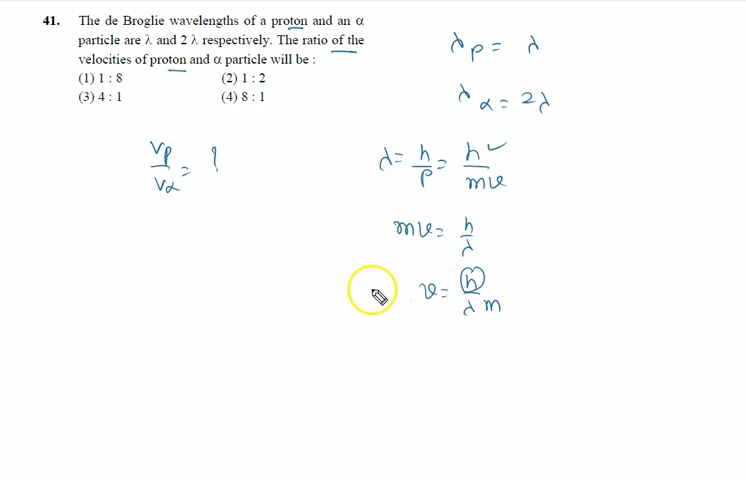 41. The de Broglie wavelengths of a proton and an α
particle are λ and 2 λ respectively. The ratio of the
velocities of proton and α particle will be :
(1) 1 : 8 (2) 1 : 2
(3) 4 : 1 (4) 8 : 1
λp = λ
λα = 2λ
vp/vα = ?
λ = h/p = h/mv
mv = h/λ
v = h/λm